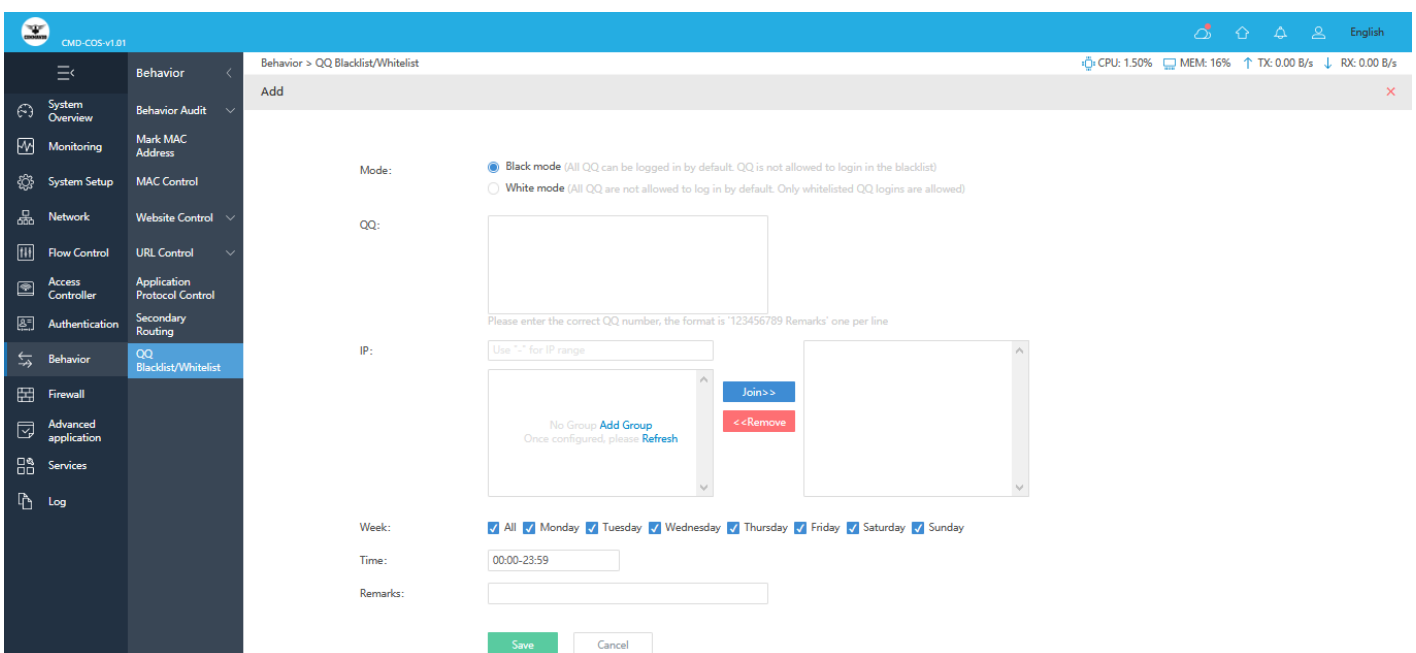 COMMANDO
CMD-COS-v1.01
English
Behavior
Behavior > QQ Blacklist/Whitelist
CPU: 1.50% MEM: 16% TX: 0.00 B/s RX: 0.00 B/s
Add
System
Overview
Monitoring
System Setup
Network
Flow Control
Access
Controller
Authentication
Behavior
Firewall
Advanced
application
Services
Log
Behavior Audit
Mark MAC
Address
MAC Control
Website Control
URL Control
Application
Protocol Control
Secondary
Routing
QQ
Blacklist/Whitelist
Mode:
Black mode (All QQ can be logged in by default. QQ is not allowed to login in the blacklist)
White mode (All QQ are not allowed to log in by default. Only whitelisted QQ logins are allowed)
QQ:
Please enter the correct QQ number, the format is '123456789 Remarks' one per line
IP:
Use "-" for IP range
No Group Add Group
Once configured, please Refresh
Join>>
<<Remove
Week:
All Monday Tuesday Wednesday Thursday Friday Saturday Sunday
Time:
00:00-23:59
Remarks:
Save
Cancel